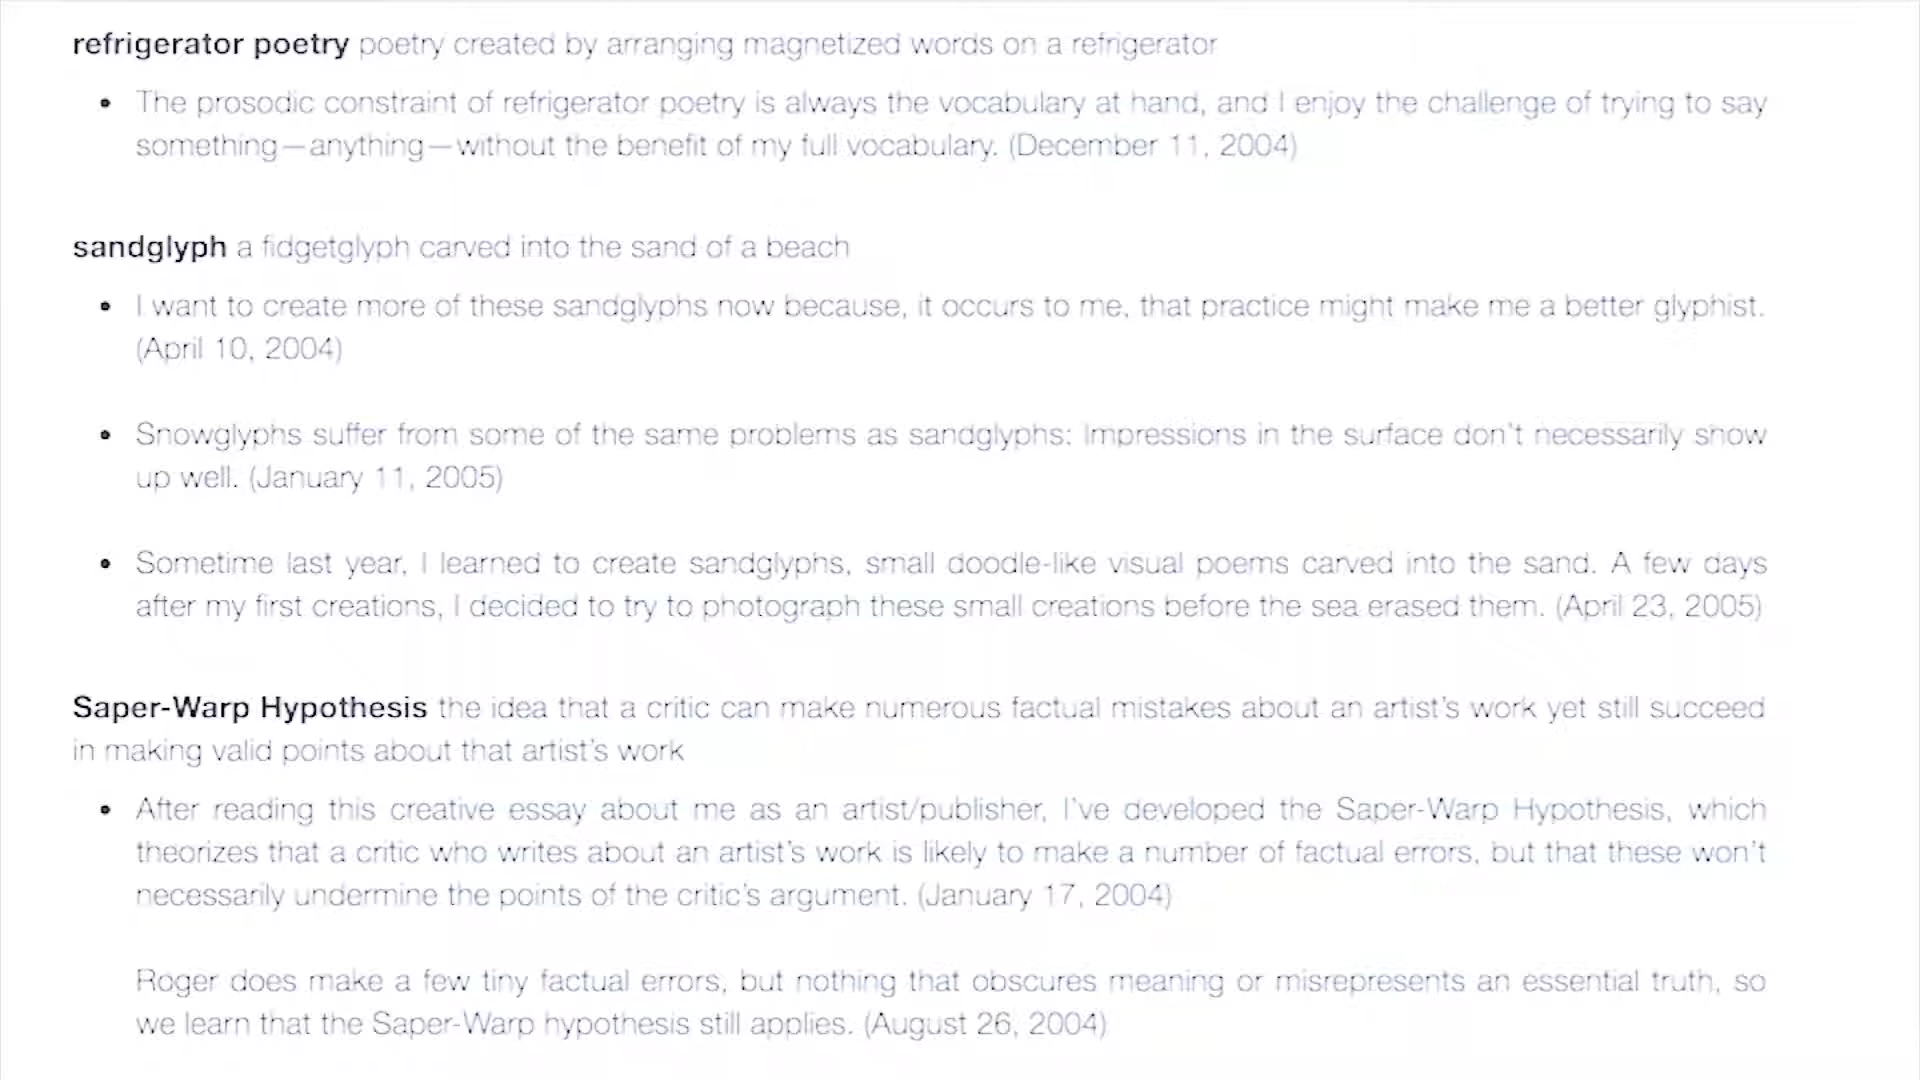 refrigerator poetry poetry created by arranging magnetized words on a refrigerator
• The prosodic constraint of refrigerator poetry is always the vocabulary at hand, and I enjoy the challenge of trying to say
something—anything—without the benefit of my full vocabulary. (December 11, 2004)
sandglyph a fidgetglyph carved into the sand of a beach
• I want to create more of these sandglyphs now because, it occurs to me, that practice might make me a better glyphist.
(April 10, 2004)
• Snowglyphs suffer from some of the same problems as sandglyphs: Impressions in the surface don't necessarily show
up well. (January 11, 2005)
• Sometime last year, I learned to create sandglyphs, small doodle-like visual poems carved into the sand. A few days
after my first creations, I decided to try to photograph these small creations before the sea erased them. (April 23, 2005)
Saper-Warp Hypothesis the idea that a critic can make numerous factual mistakes about an artist's work yet still succeed
in making valid points about that artist's work
• After reading this creative essay about me as an artist/publisher, I've developed the Saper-Warp Hypothesis, which
theorizes that a critic who writes about an artist's work is likely to make a number of factual errors, but that these won't
necessarily undermine the points of the critic's argument. (January 17, 2004)
Roger does make a few tiny factual errors, but nothing that obscures meaning or misrepresents an essential truth, so
we learn that the Saper-Warp hypothesis still applies. (August 26, 2004)